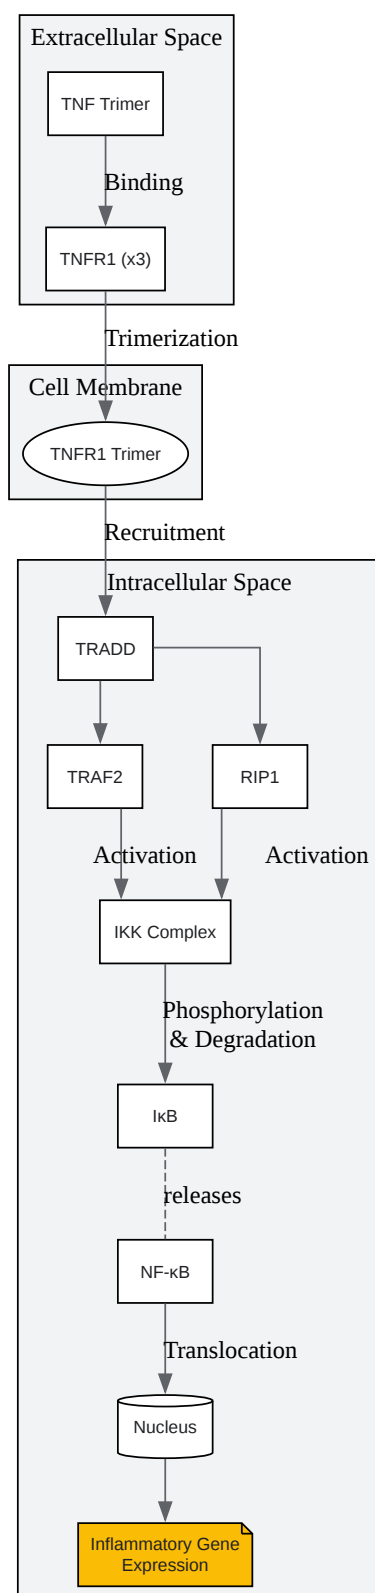 Extracellular Space
TNF Trimer
Binding
TNFR1 (x3)
Trimerization
Cell Membrane
TNFR1 Trimer
Recruitment
Intracellular Space
TRADD
TRAF2
RIP1
Activation
Activation
IKK Complex
Phosphorylation
& Degradation
IκB
releases
NF-κB
Translocation
Nucleus
Inflammatory Gene
Expression